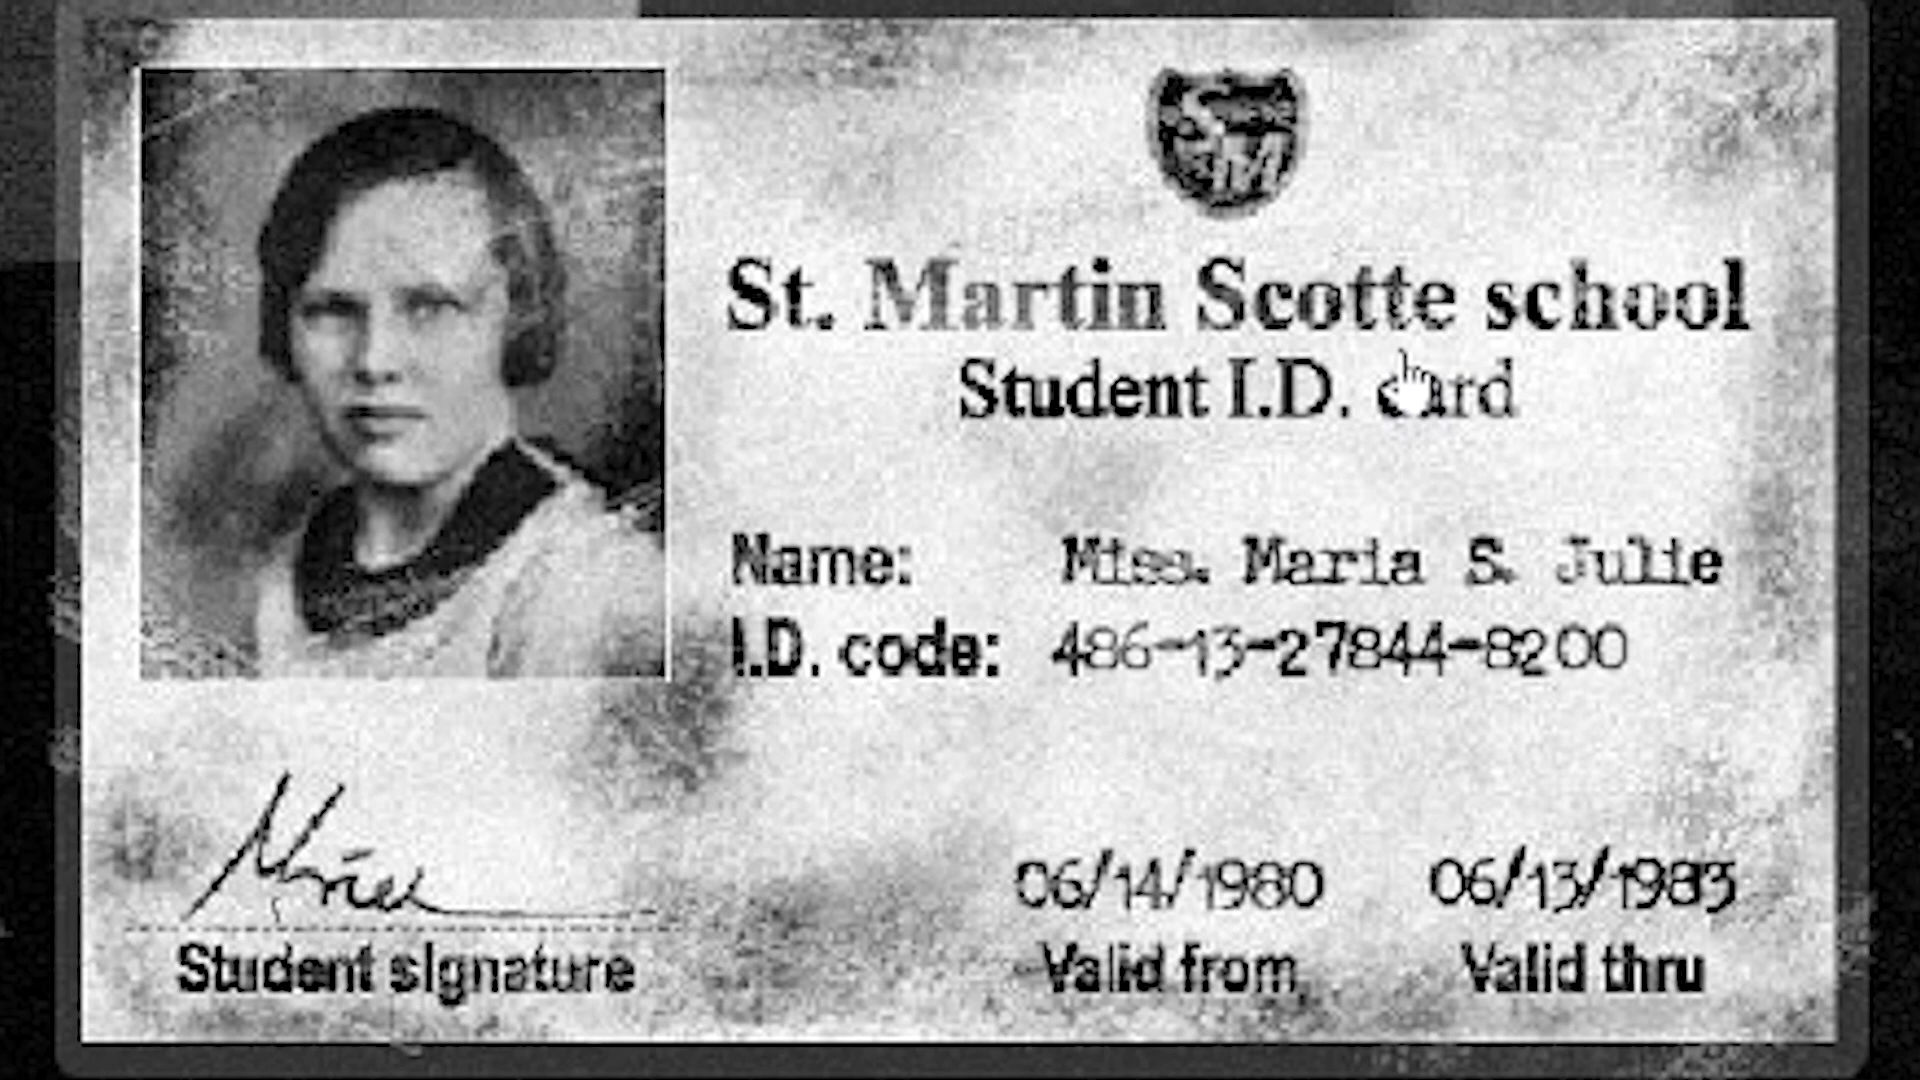 St. Martin Scotte school
Student I.D. card
Name: Miss. Maria S. Julie
I.D. code: 486-13-27844-8200
06/14/1980 06/13/1983
Student signature Valid from Valid thru